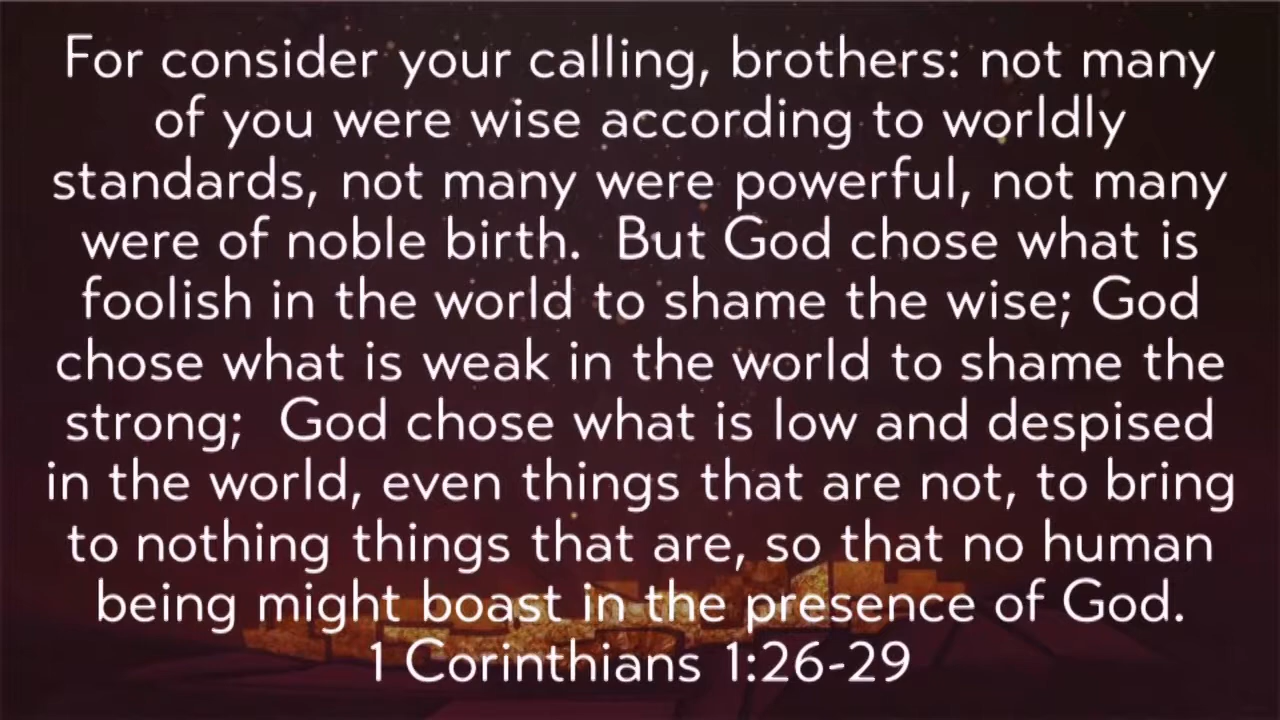 For consider your calling, brothers: not many
of you were wise according to worldly
standards, not many were powerful, not many
were of noble birth.  But God chose what is
foolish in the world to shame the wise; God
chose what is weak in the world to shame the
strong;  God chose what is low and despised
in the world, even things that are not, to bring
to nothing things that are, so that no human
being might boast in the presence of God.
1 Corinthians 1:26-29